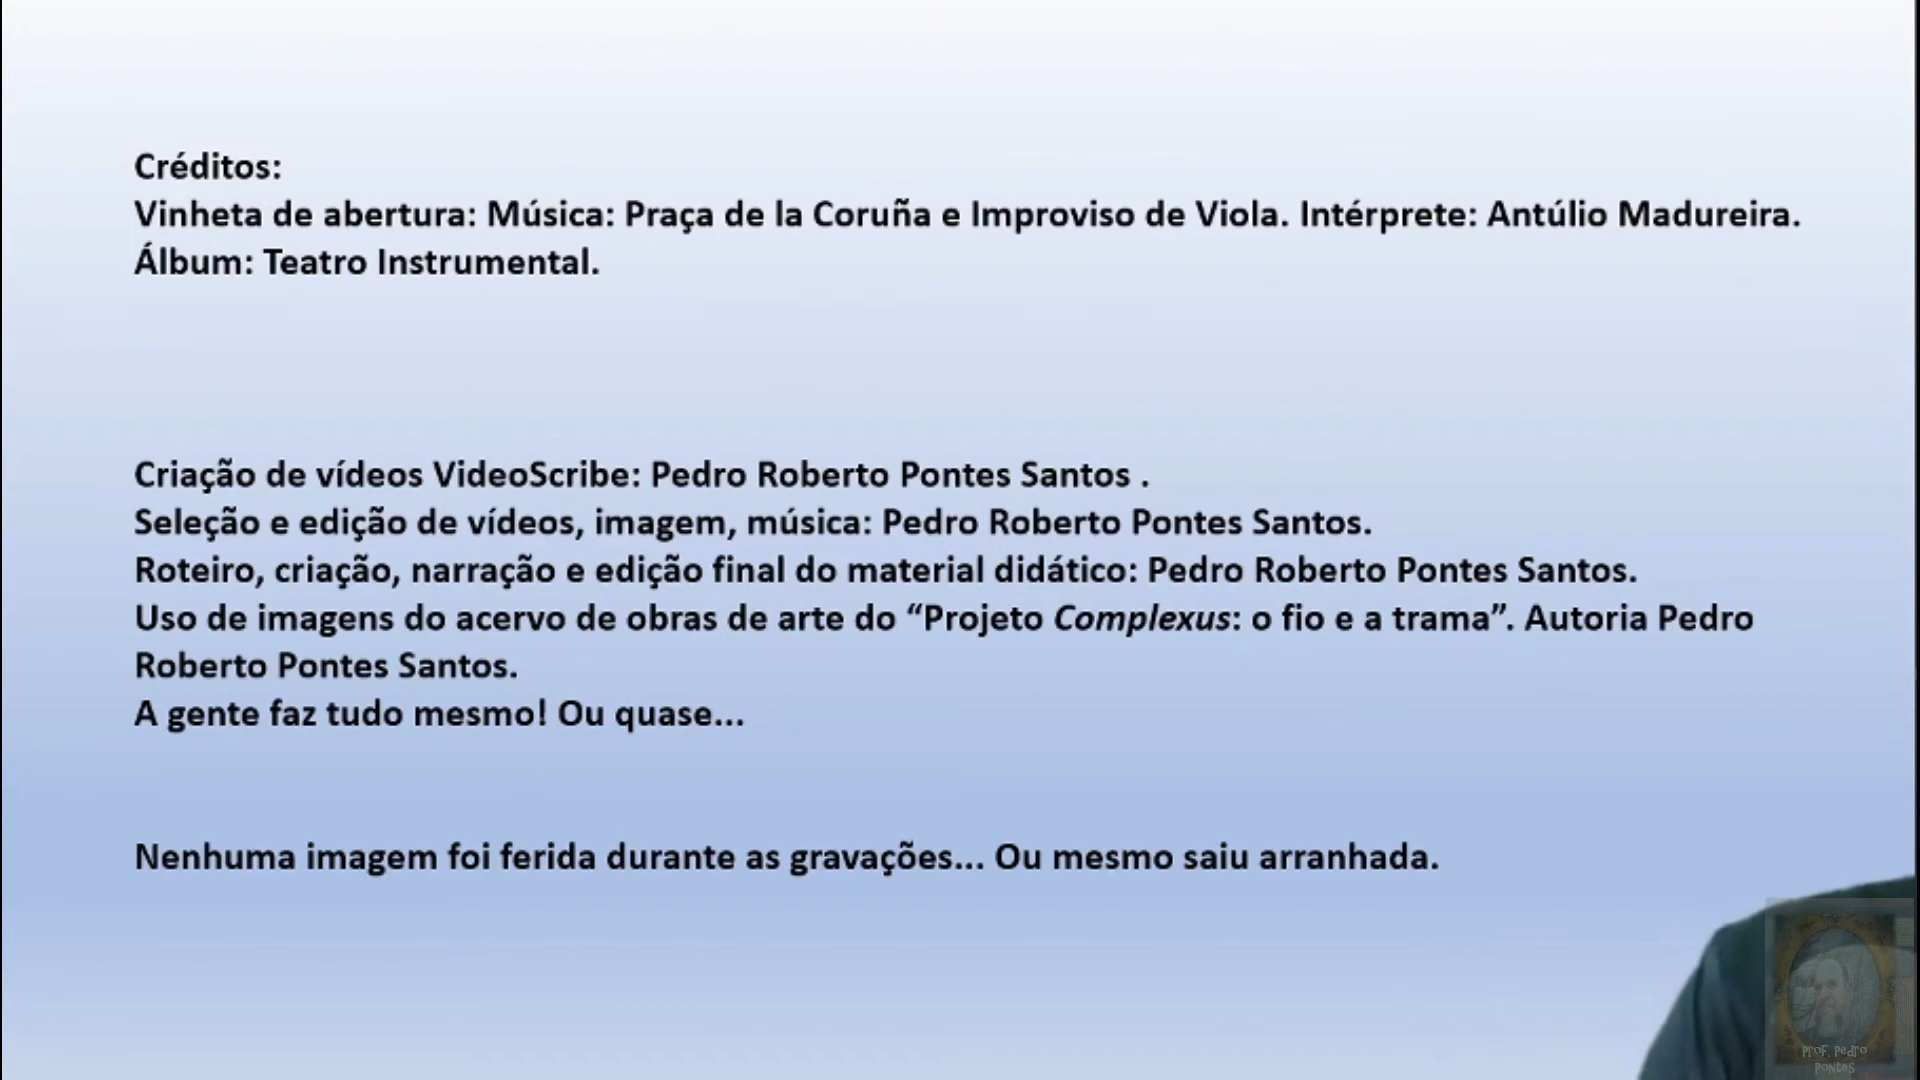 Créditos:
Vinheta de abertura: Música: Praça de la Coruña e Improviso de Viola. Intérprete: Antúlio Madureira.
Álbum: Teatro Instrumental.
Criação de vídeos VideoScribe: Pedro Roberto Pontes Santos .
Seleção e edição de vídeos, imagem, música: Pedro Roberto Pontes Santos.
Roteiro, criação, narração e edição final do material didático: Pedro Roberto Pontes Santos.
Uso de imagens do acervo de obras de arte do “Projeto Complexus: o fio e a trama”. Autoria Pedro
Roberto Pontes Santos.
A gente faz tudo mesmo! Ou quase...
Nenhuma imagem foi ferida durante as gravações... Ou mesmo saiu arranhada.
Prof. Pedro
Pontes